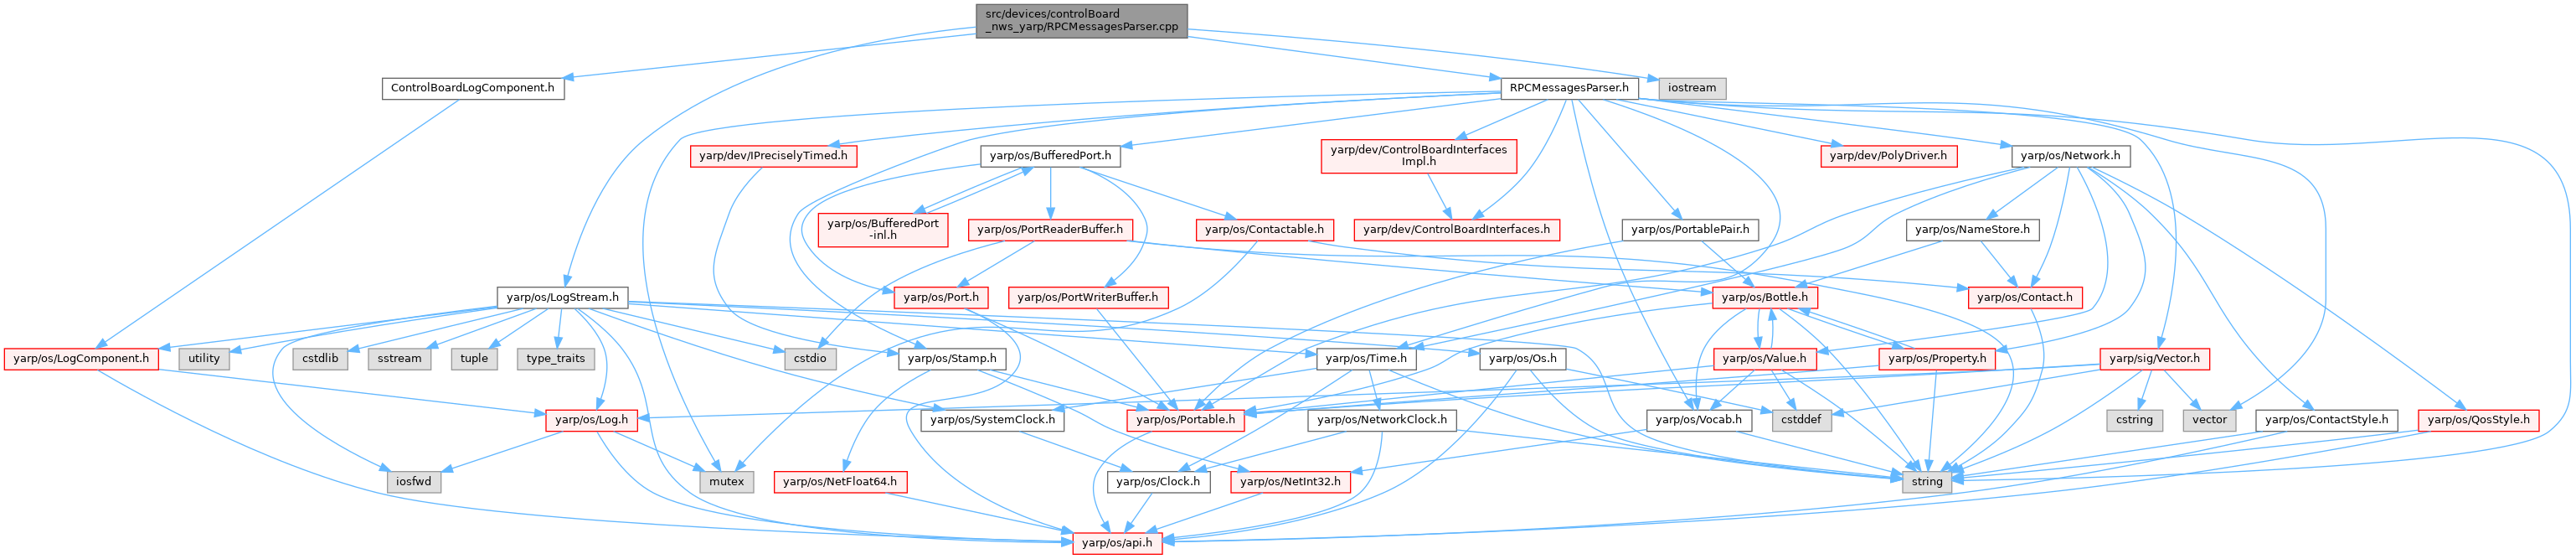 src/devices/controlBoard
_nws_yarp/RPCMessagesParser.cpp
ControlBoardLogComponent.h
RPCMessagesParser.h
iostream
yarp/dev/IPreciselyTimed.h
yarp/os/BufferedPort.h
yarp/dev/ControlBoardInterfaces
Impl.h
yarp/dev/PolyDriver.h
yarp/os/Network.h
yarp/os/BufferedPort
-inl.h
yarp/os/PortReaderBuffer.h
yarp/os/Contactable.h
yarp/dev/ControlBoardInterfaces.h
yarp/os/PortablePair.h
yarp/os/NameStore.h
yarp/os/LogStream.h
yarp/os/Port.h
yarp/os/PortWriterBuffer.h
yarp/os/Bottle.h
yarp/os/Contact.h
yarp/os/LogComponent.h
utility
cstdlib
sstream
tuple
type_traits
cstdio
yarp/os/Stamp.h
yarp/os/Time.h
yarp/os/Os.h
yarp/os/Value.h
yarp/os/Property.h
yarp/sig/Vector.h
yarp/os/Log.h
yarp/os/SystemClock.h
yarp/os/Portable.h
yarp/os/NetworkClock.h
cstddef
yarp/os/Vocab.h
cstring
vector
yarp/os/ContactStyle.h
yarp/os/QosStyle.h
iosfwd
mutex
yarp/os/NetFloat64.h
yarp/os/Clock.h
yarp/os/NetInt32.h
string
yarp/os/api.h